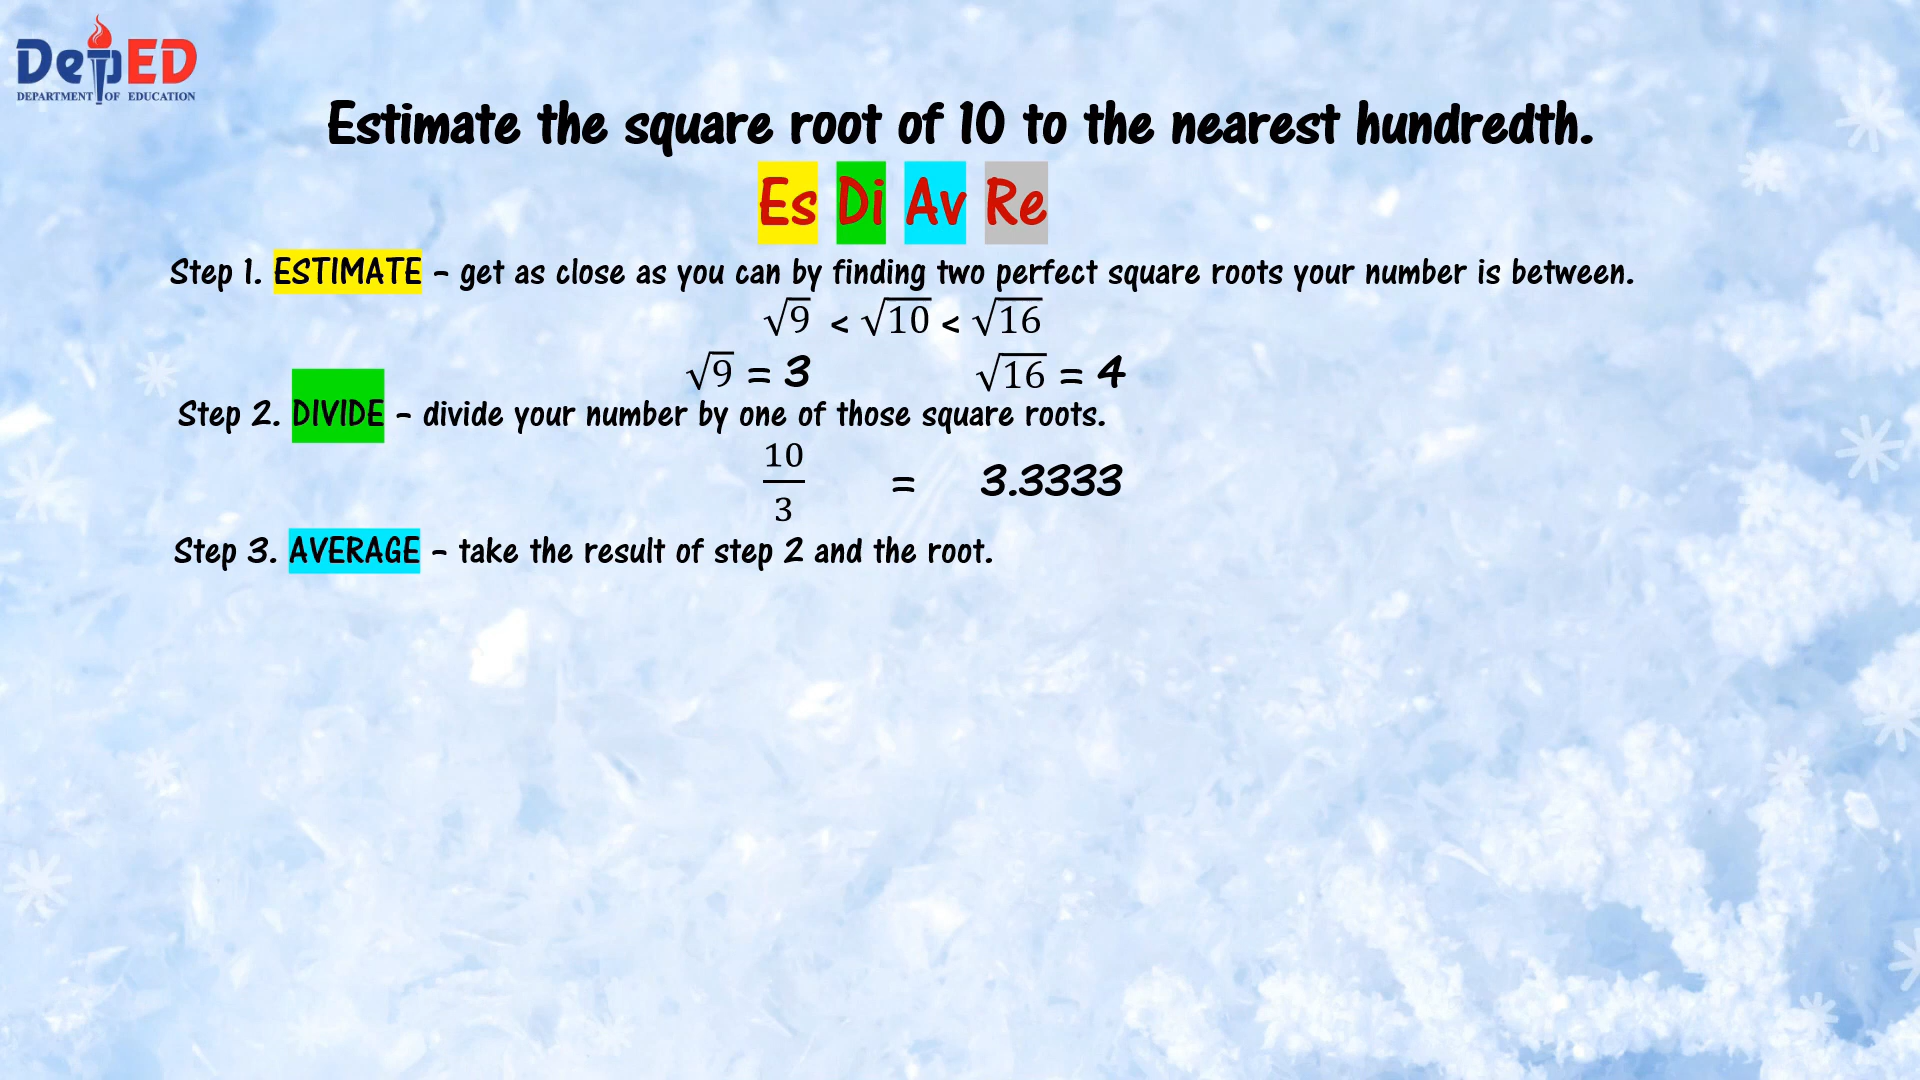 DepED
DEPARTMENT OF EDUCATION
Estimate the square root of 10 to the nearest hundredth.
Es Di Av Re
Step 1. ESTIMATE – get as close as you can by finding two perfect square roots your number is between.
√9 < √10 < √16
√9 = 3 √16 = 4
Step 2. DIVIDE – divide your number by one of those square roots.
10/3 = 3.3333
Step 3. AVERAGE – take the result of step 2 and the root.